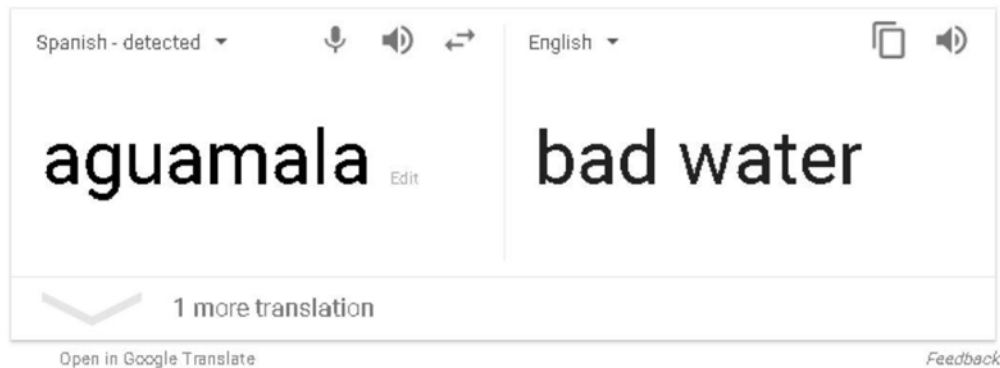 Spanish - detected English
aguamala Edit bad water
1 more translation
Open in Google Translate Feedback